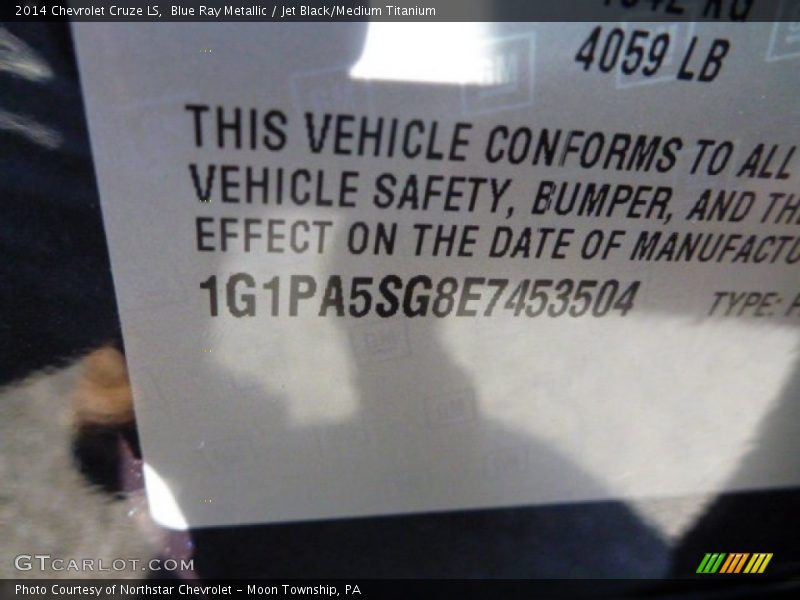 2014 Chevrolet Cruze LS,  Blue Ray Metallic / Jet Black/Medium Titanium
4059 LB
THIS VEHICLE CONFORMS TO ALL
VEHICLE SAFETY, BUMPER, AND
EFFECT ON THE DATE OF
1G1PA5SG8E7453504 TYPE:
GTCARLOT.COM
Photo Courtesy of Northstar Chevrolet - Moon Township, PA